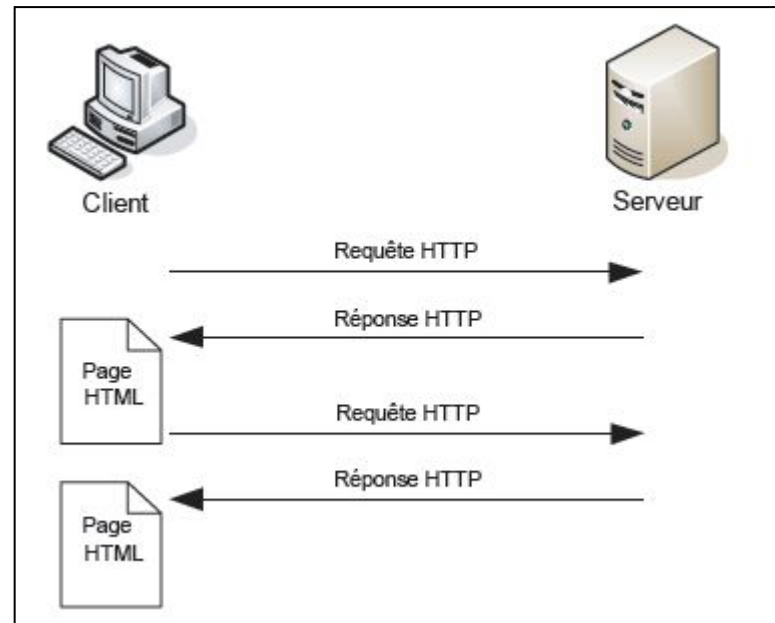 Client
Serveur
Requête HTTP
Réponse HTTP
Page
HTML
Requête HTTP
Réponse HTTP
Page
HTML